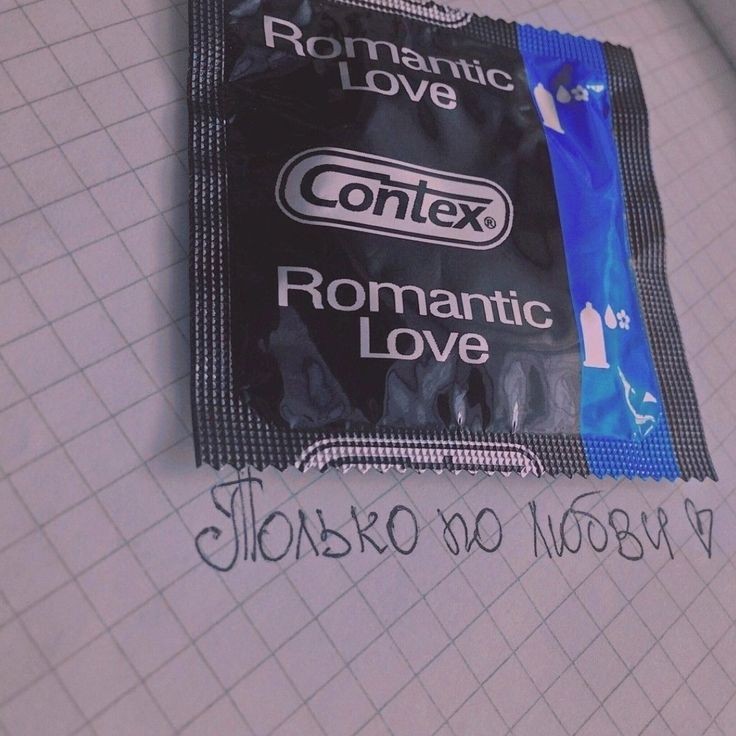 Romantic
Love
Contex®
Romantic
Love
Только по любви ♡